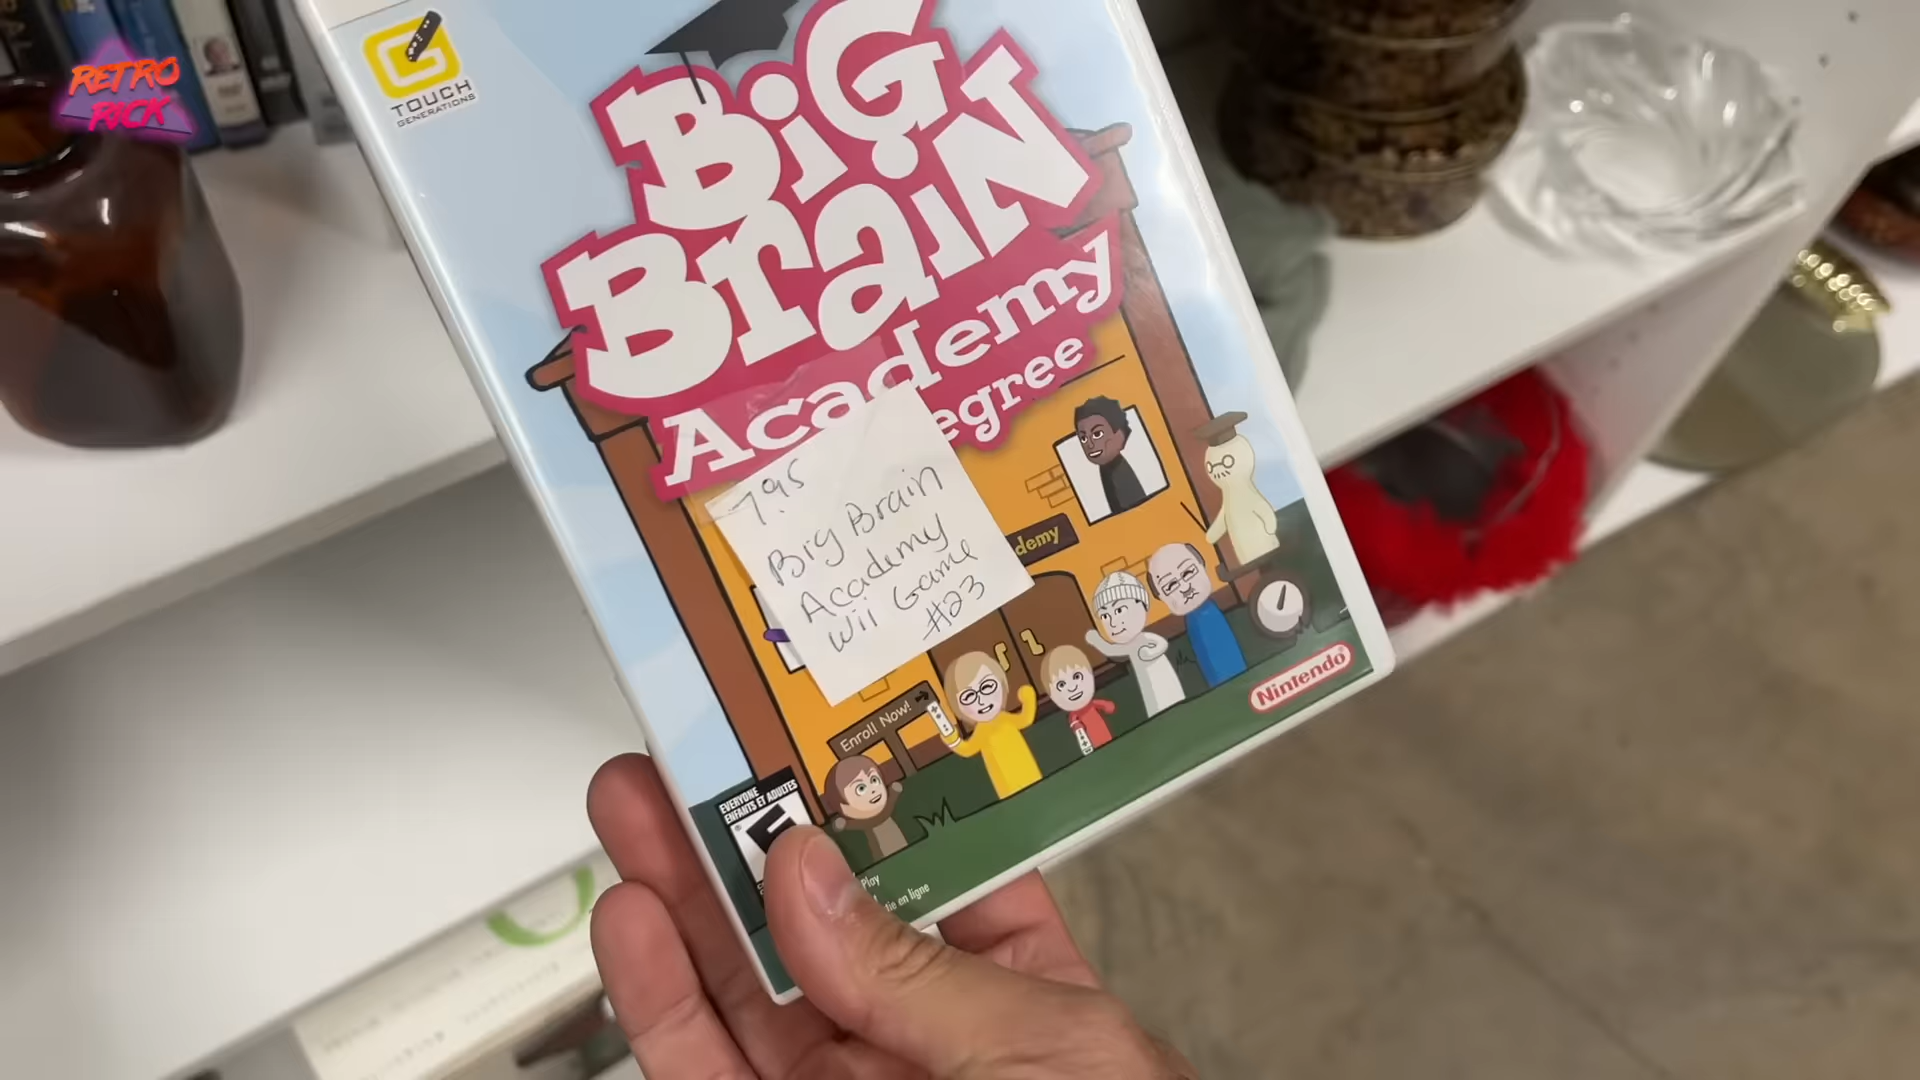 RETRO
RICK
TOUCH
GENERATIONS
BiG
BraiN
Academy
egree
7.95
Big Brain
Academy
Wii Game
#23
demy
Enroll Now!
Nintendo
EVERYONE
ENFANTS ET ADULTES
E
Play
tie en ligne